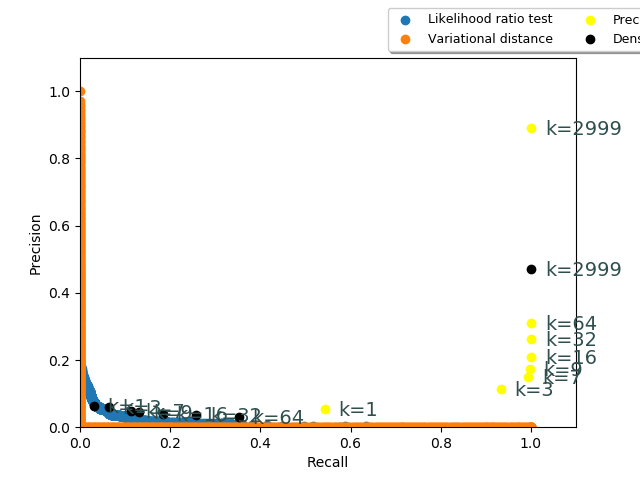 Likelihood ratio test
Variational distance
Prec
Dens
1.0
0.8
0.6
0.4
0.2
0.0
Precision
k=2999
k=2999
k=64
k=32
k=16
k=9
k=7
k=3
k=1
k=64
0.0
0.2
0.4
0.6
0.8
1.0
Recall